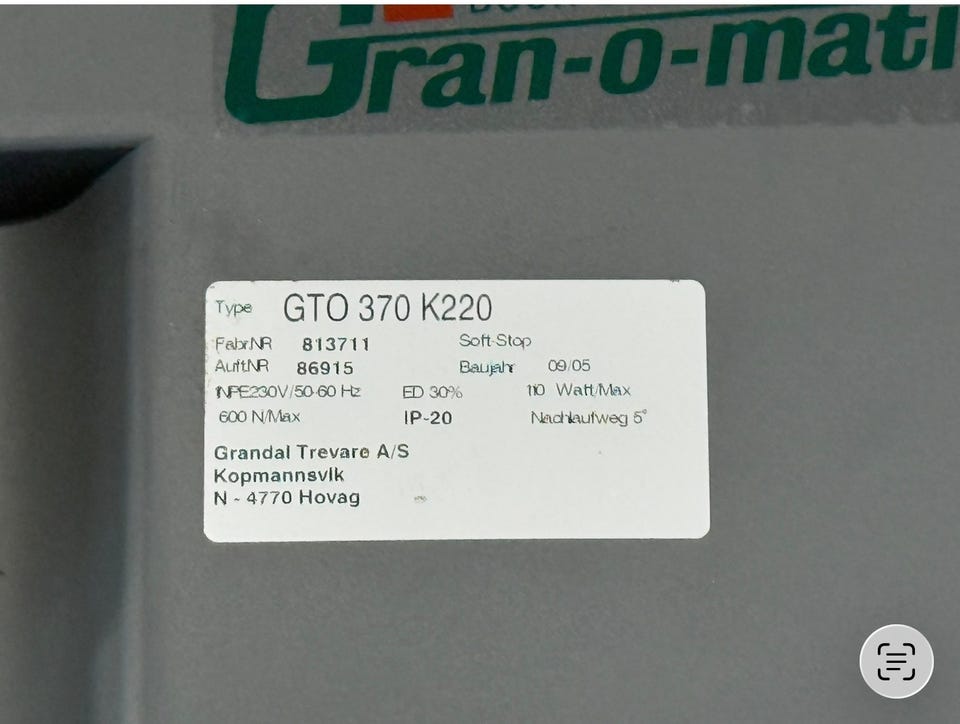 Gran-o-mati
Type GTO 370 K220
Fabr.NR 813711 Soft-Stop
Auft.NR 86915 Baujahr 09/05
1NPE230V/50-60 Hz ED 30% 110 Watt/Max
600 N/Max IP-20 Nachlaufweg 5°
Grandal Trevare A/S
Kopmannsvik
N - 4770 Hovag